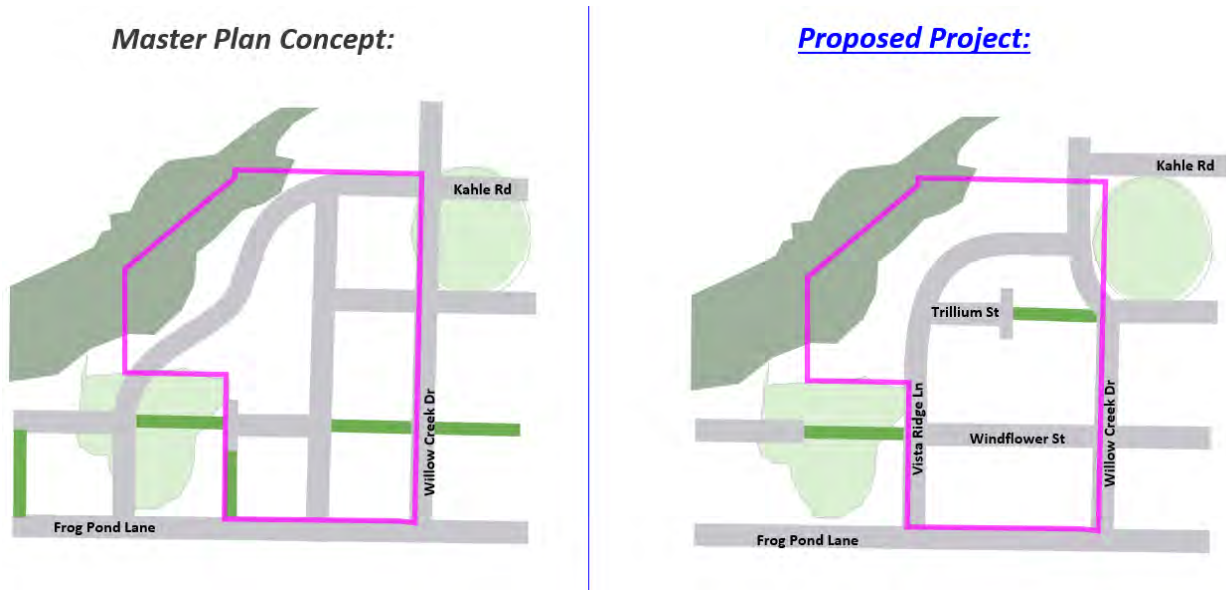 Master Plan Concept:
Kahle Rd
Willow Creek Dr
Frog Pond Lane
Proposed Project:
Kahle Rd
Trillium St
Vista Ridge Ln
Windflower St
Willow Creek Dr
Frog Pond Lane